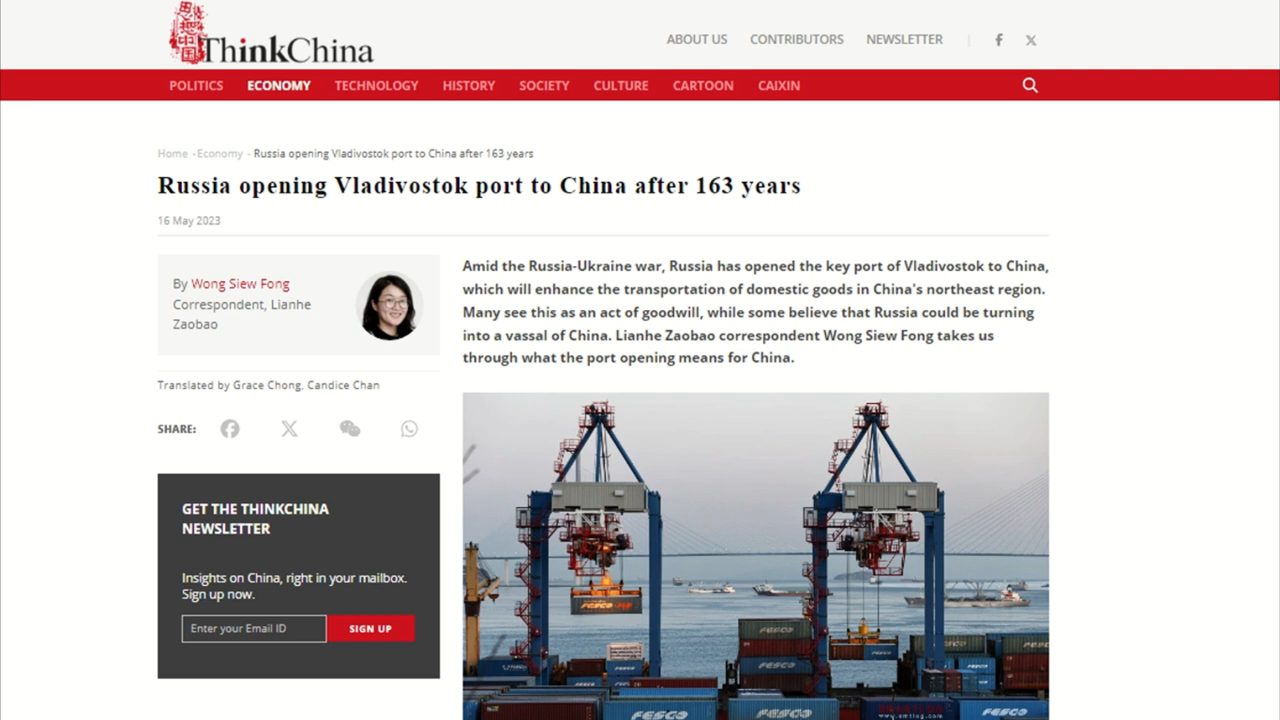 思想中国
ThinkChina
ABOUT US CONTRIBUTORS NEWSLETTER
POLITICS ECONOMY TECHNOLOGY HISTORY SOCIETY CULTURE CARTOON CAIXIN
Home - Economy - Russia opening Vladivostok port to China after 163 years
Russia opening Vladivostok port to China after 163 years
16 May 2023
By Wong Siew Fong
Correspondent, Lianhe
Zaobao
Translated by Grace Chong, Candice Chan
SHARE:
GET THE THINKCHINA
NEWSLETTER
Insights on China, right in your mailbox.
Sign up now.
Enter your Email ID SIGN UP
Amid the Russia-Ukraine war, Russia has opened the key port of Vladivostok to China,
which will enhance the transportation of domestic goods in China's northeast region.
Many see this as an act of goodwill, while some believe that Russia could be turning
into a vassal of China. Lianhe Zaobao correspondent Wong Siew Fong takes us
through what the port opening means for China.
FESCO
FESCO
FESCO
FESCO
FESCO
FESCO
FESCO
FESCO